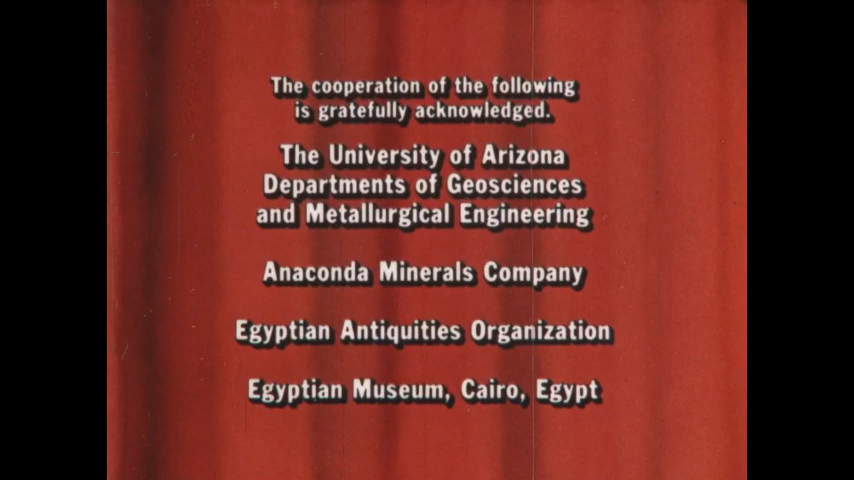 The cooperation of the following
is gratefully acknowledged.
The University of Arizona
Departments of Geosciences
and Metallurgical Engineering
Anaconda Minerals Company
Egyptian Antiquities Organization
Egyptian Museum, Cairo, Egypt